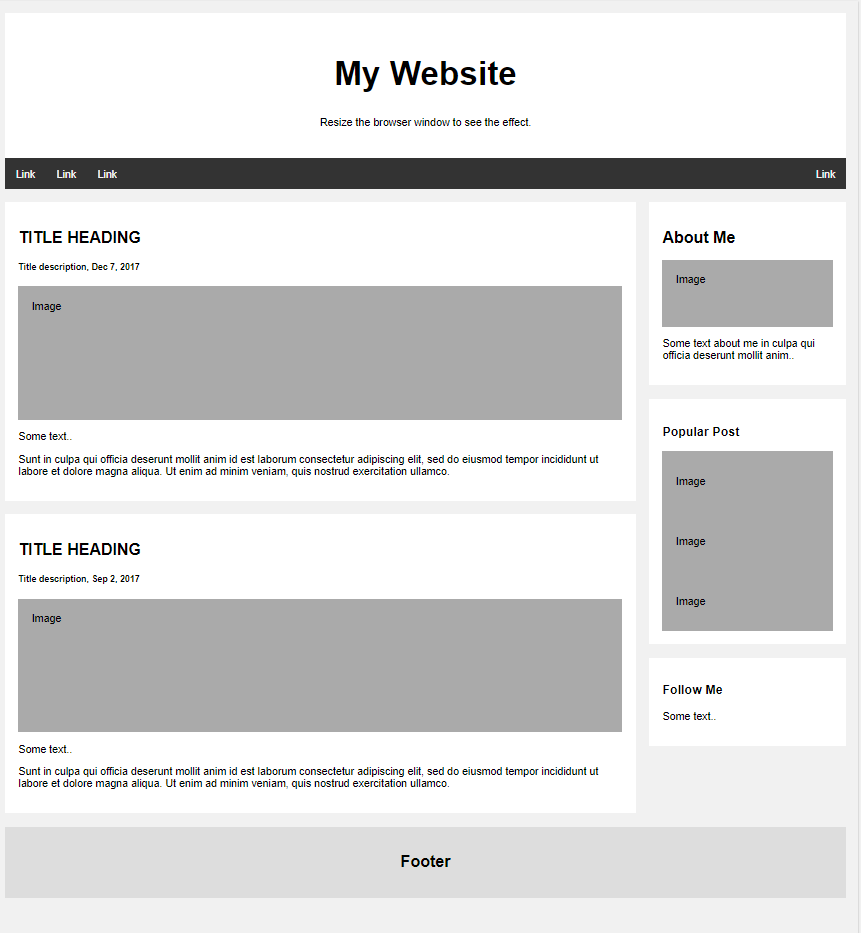 My Website
Resize the browser window to see the effect.
Link Link Link Link
TITLE HEADING
Title description, Dec 7, 2017
Image
Some text..
Sunt in culpa qui officia deserunt mollit anim id est laborum consectetur adipiscing elit, sed do eiusmod tempor incididunt ut
labore et dolore magna aliqua. Ut enim ad minim veniam, quis nostrud exercitation ullamco.
TITLE HEADING
Title description, Sep 2, 2017
Image
Some text..
Sunt in culpa qui officia deserunt mollit anim id est laborum consectetur adipiscing elit, sed do eiusmod tempor incididunt ut
labore et dolore magna aliqua. Ut enim ad minim veniam, quis nostrud exercitation ullamco.
About Me
Image
Some text about me in culpa qui
officia deserunt mollit anim..
Popular Post
Image
Image
Image
Follow Me
Some text..
Footer